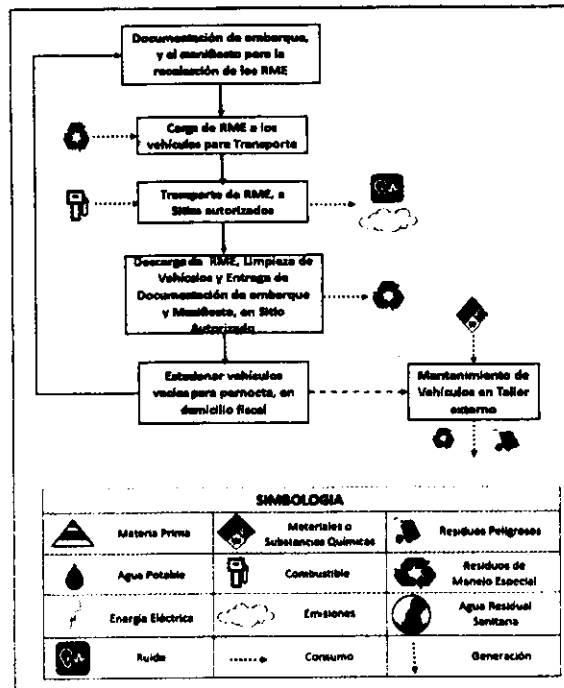 Documentación de embarque,
y el manifiesto para la
recolección de los RME
Carga de RME a los
vehículos para Transporte
Transporte de RME, a
Sitios autorizados
Descarga de RME, Limpieza de
Vehículos y Entrega de
Documentación de embarque
y Manifiesto, en Sitio
Autorizado
Estacionar vehículos
vacíos para pernocta, en
domicilio fiscal
Mantenimiento de
Vehículos en Taller
externo
SIMBOLOGIA
Materia Prima
Materiales o
Substancias Químicas
Residuos Peligrosos
Agua Potable
Combustible
Residuos de
Manejo Especial
Energía Eléctrica
Emisiones
Agua Residual
Sanitaria
Ruido
Consumo
Generación